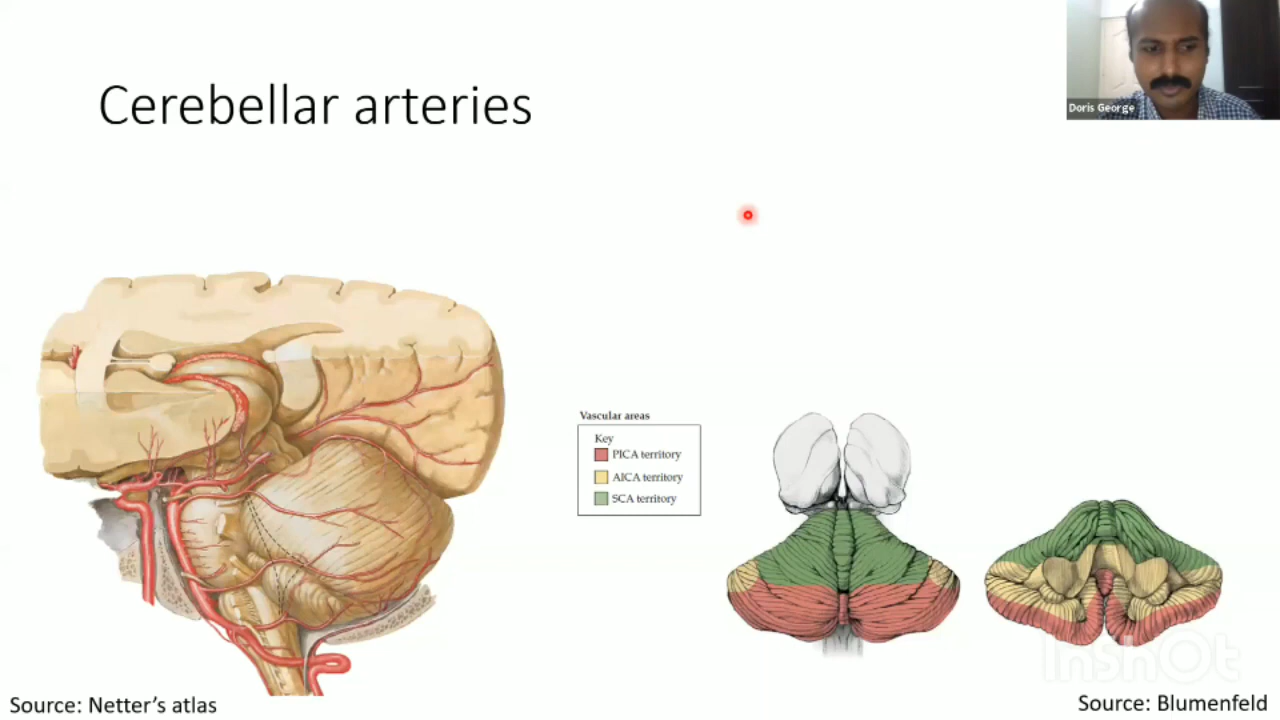 Cerebellar arteries
Doris George
Vascular areas
Key
PICA territory
AICA territory
SCA territory
InshOt
Source: Netter’s atlas
Source: Blumenfeld